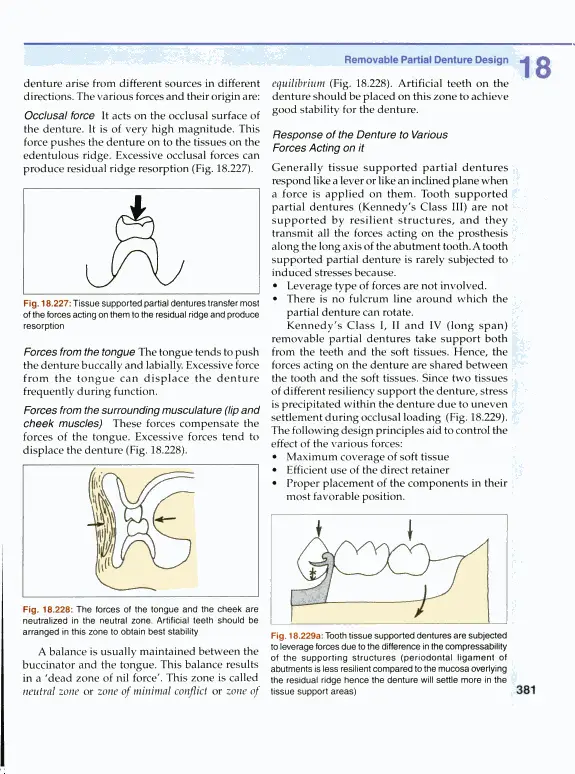 Removable Partial Denture Design
18
denture arise from different sources in different
directions. The various forces and their origin are:
Occlusal force It acts on the occlusal surface of
the denture. It is of very high magnitude. This
force pushes the denture on to the tissues on the
edentulous ridge. Excessive occlusal forces can
produce residual ridge resorption (Fig. 18.227).
Fig. 18.227: Tissue supported partial dentures transfer most
of the forces acting on them to the residual ridge and produce
resorption
Forces from the tongue The tongue tends to push
the denture buccally and labially. Excessive force
from the tongue can displace the denture
frequently during function.
Forces from the surrounding musculature (lip and
cheek muscles) These forces compensate the
forces of the tongue. Excessive forces tend to
displace the denture (Fig. 18.228).
Fig. 18.228: The forces of the tongue and the cheek are
neutralized in the neutral zone. Artificial teeth should be
arranged in this zone to obtain best stability
A balance is usually maintained between the
buccinator and the tongue. This balance results
in a 'dead zone of nil force'. This zone is called
neutral zone or zone of minimal conflict or zone of
equilibrium (Fig. 18.228). Artificial teeth on the
denture should be placed on this zone to achieve
good stability for the denture.
Response of the Denture to Various
Forces Acting on it
Generally tissue supported partial dentures
respond like a lever or like an inclined plane when
a force is applied on them. Tooth supported
partial dentures (Kennedy's Class III) are not
supported by resilient structures, and they
transmit all the forces acting on the prosthesis
along the long axis of the abutment tooth. A tooth
supported partial denture is rarely subjected to
induced stresses because.
• Leverage type of forces are not involved.
• There is no fulcrum line around which the
partial denture can rotate.
Kennedy's Class I, II and IV (long span)
removable partial dentures take support both
from the teeth and the soft tissues. Hence, the
forces acting on the denture are shared between
the tooth and the soft tissues. Since two tissues
of different resiliency support the denture, stress
is precipitated within the denture due to uneven
settlement during occlusal loading (Fig. 18.229).
The following design principles aid to control the
effect of the various forces:
• Maximum coverage of soft tissue
• Efficient use of the direct retainer
• Proper placement of the components in their
most favorable position.
Fig. 18.229a: Tooth tissue supported dentures are subjected
to leverage forces due to the difference in the compressability
of the supporting structures (periodontal ligament of
abutments is less resilient compared to the mucosa overlying
the residual ridge hence the denture will settle more in the
tissue support areas)
381